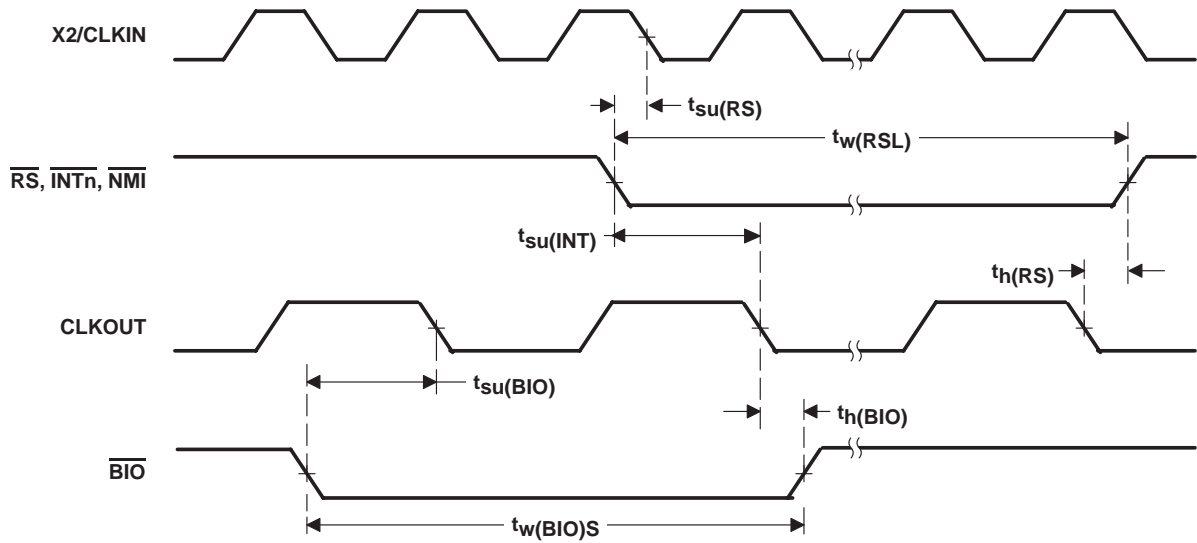 X2/CLKIN
tsu(RS)
tw(RSL)
RS, INTn, NMI
tsu(INT)
th(RS)
CLKOUT
tsu(BIO)
th(BIO)
BIO
tw(BIO)S